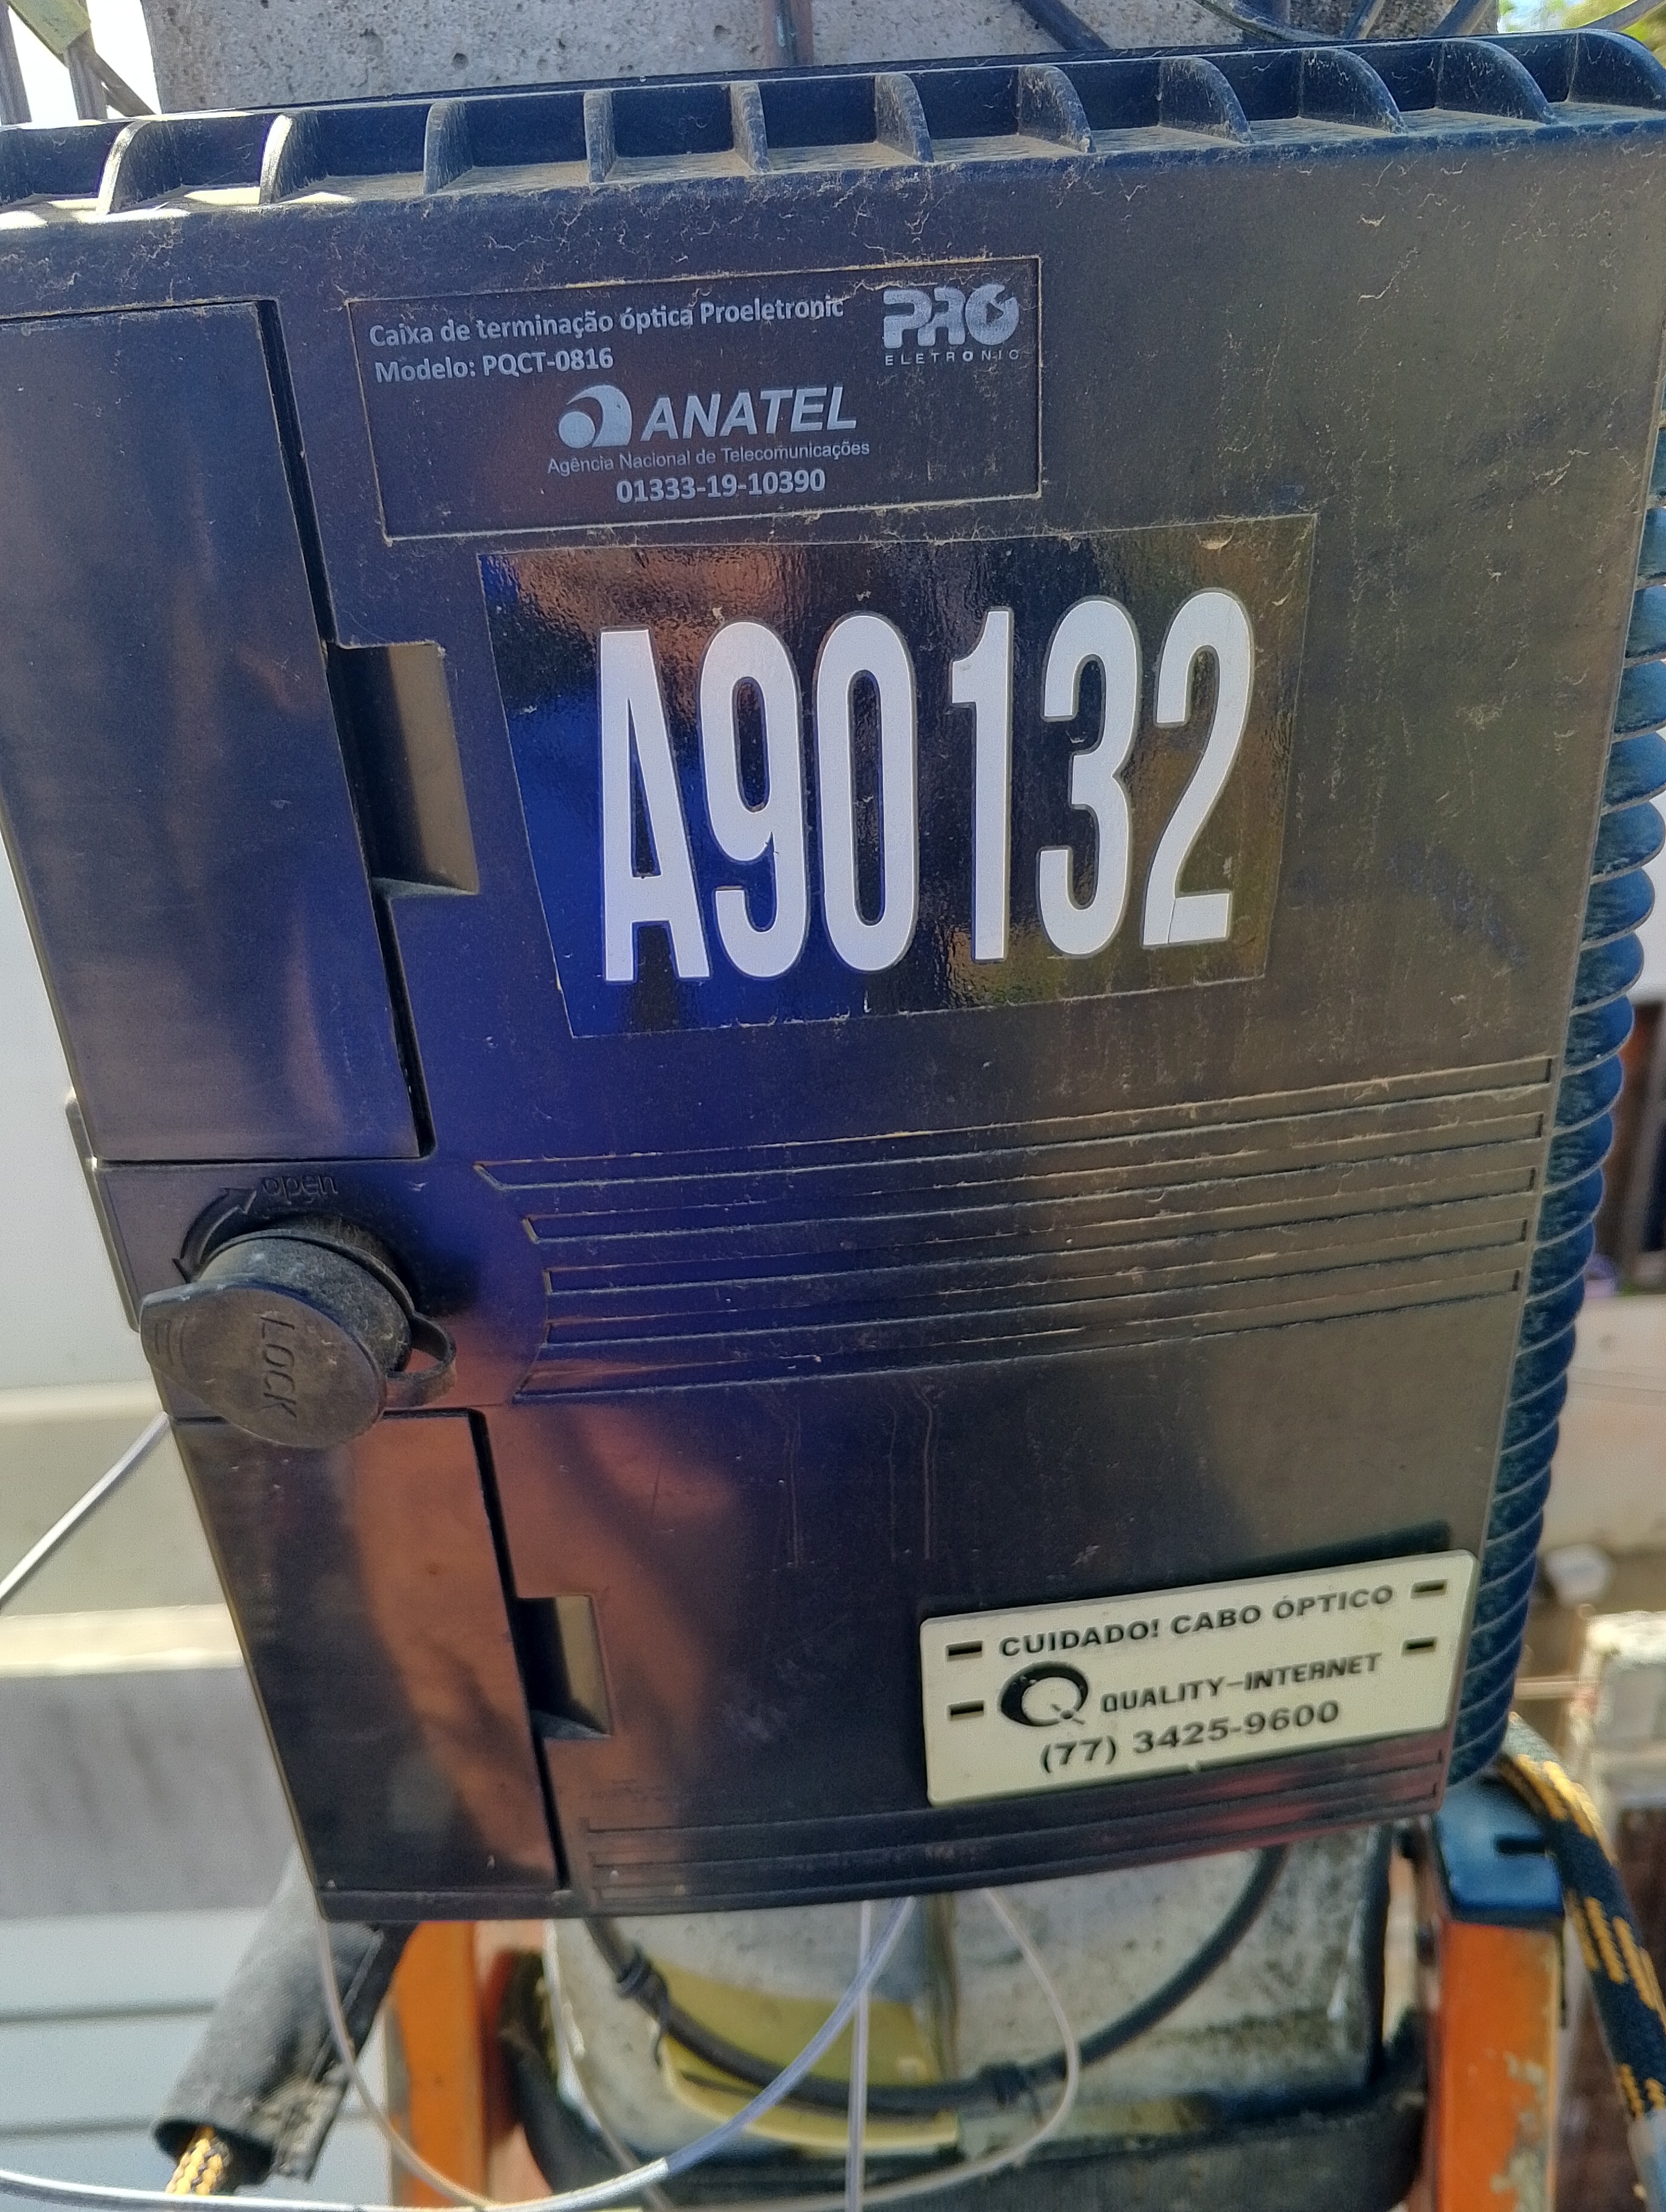 Caixa de terminação óptica Proeletronic
Modelo: PQCT-0816
PRO
ELETRONIC
ANATEL
Agência Nacional de Telecomunicações
01333-19-10390
A90132
open
LOCK
CUIDADO! CABO ÓPTICO
QUALITY-INTERNET
(77) 3425-9600